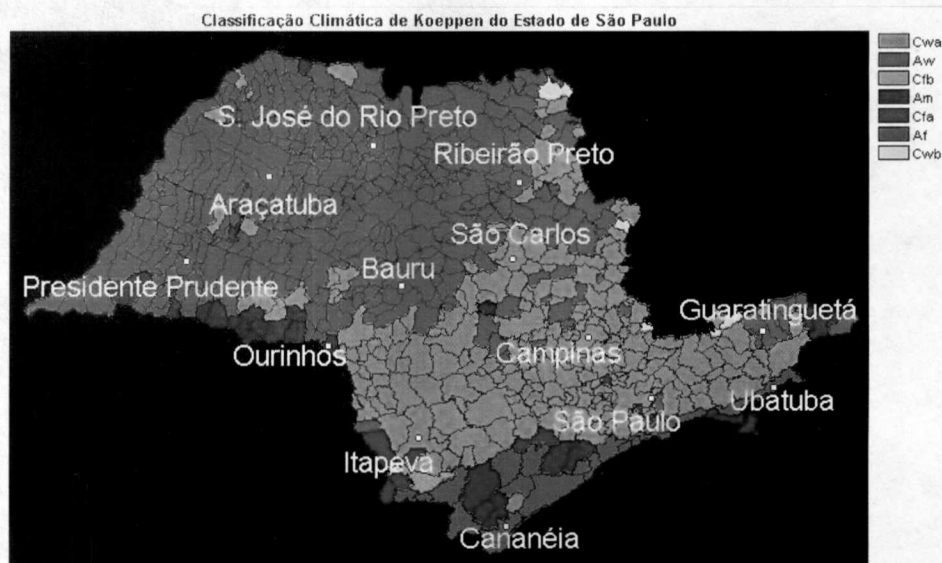 Classificação Climática de Koeppen do Estado de São Paulo
Cwa
Aw
Cfb
Am
Cfa
Af
Cwb
S. José do Rio Preto
Ribeirão Preto
Araçatuba
São Carlos
Bauru
Presidente Prudente
Guaratinguetá
Ourinhos
Campinas
Ubatuba
São Paulo
Itapeva
Cananéia